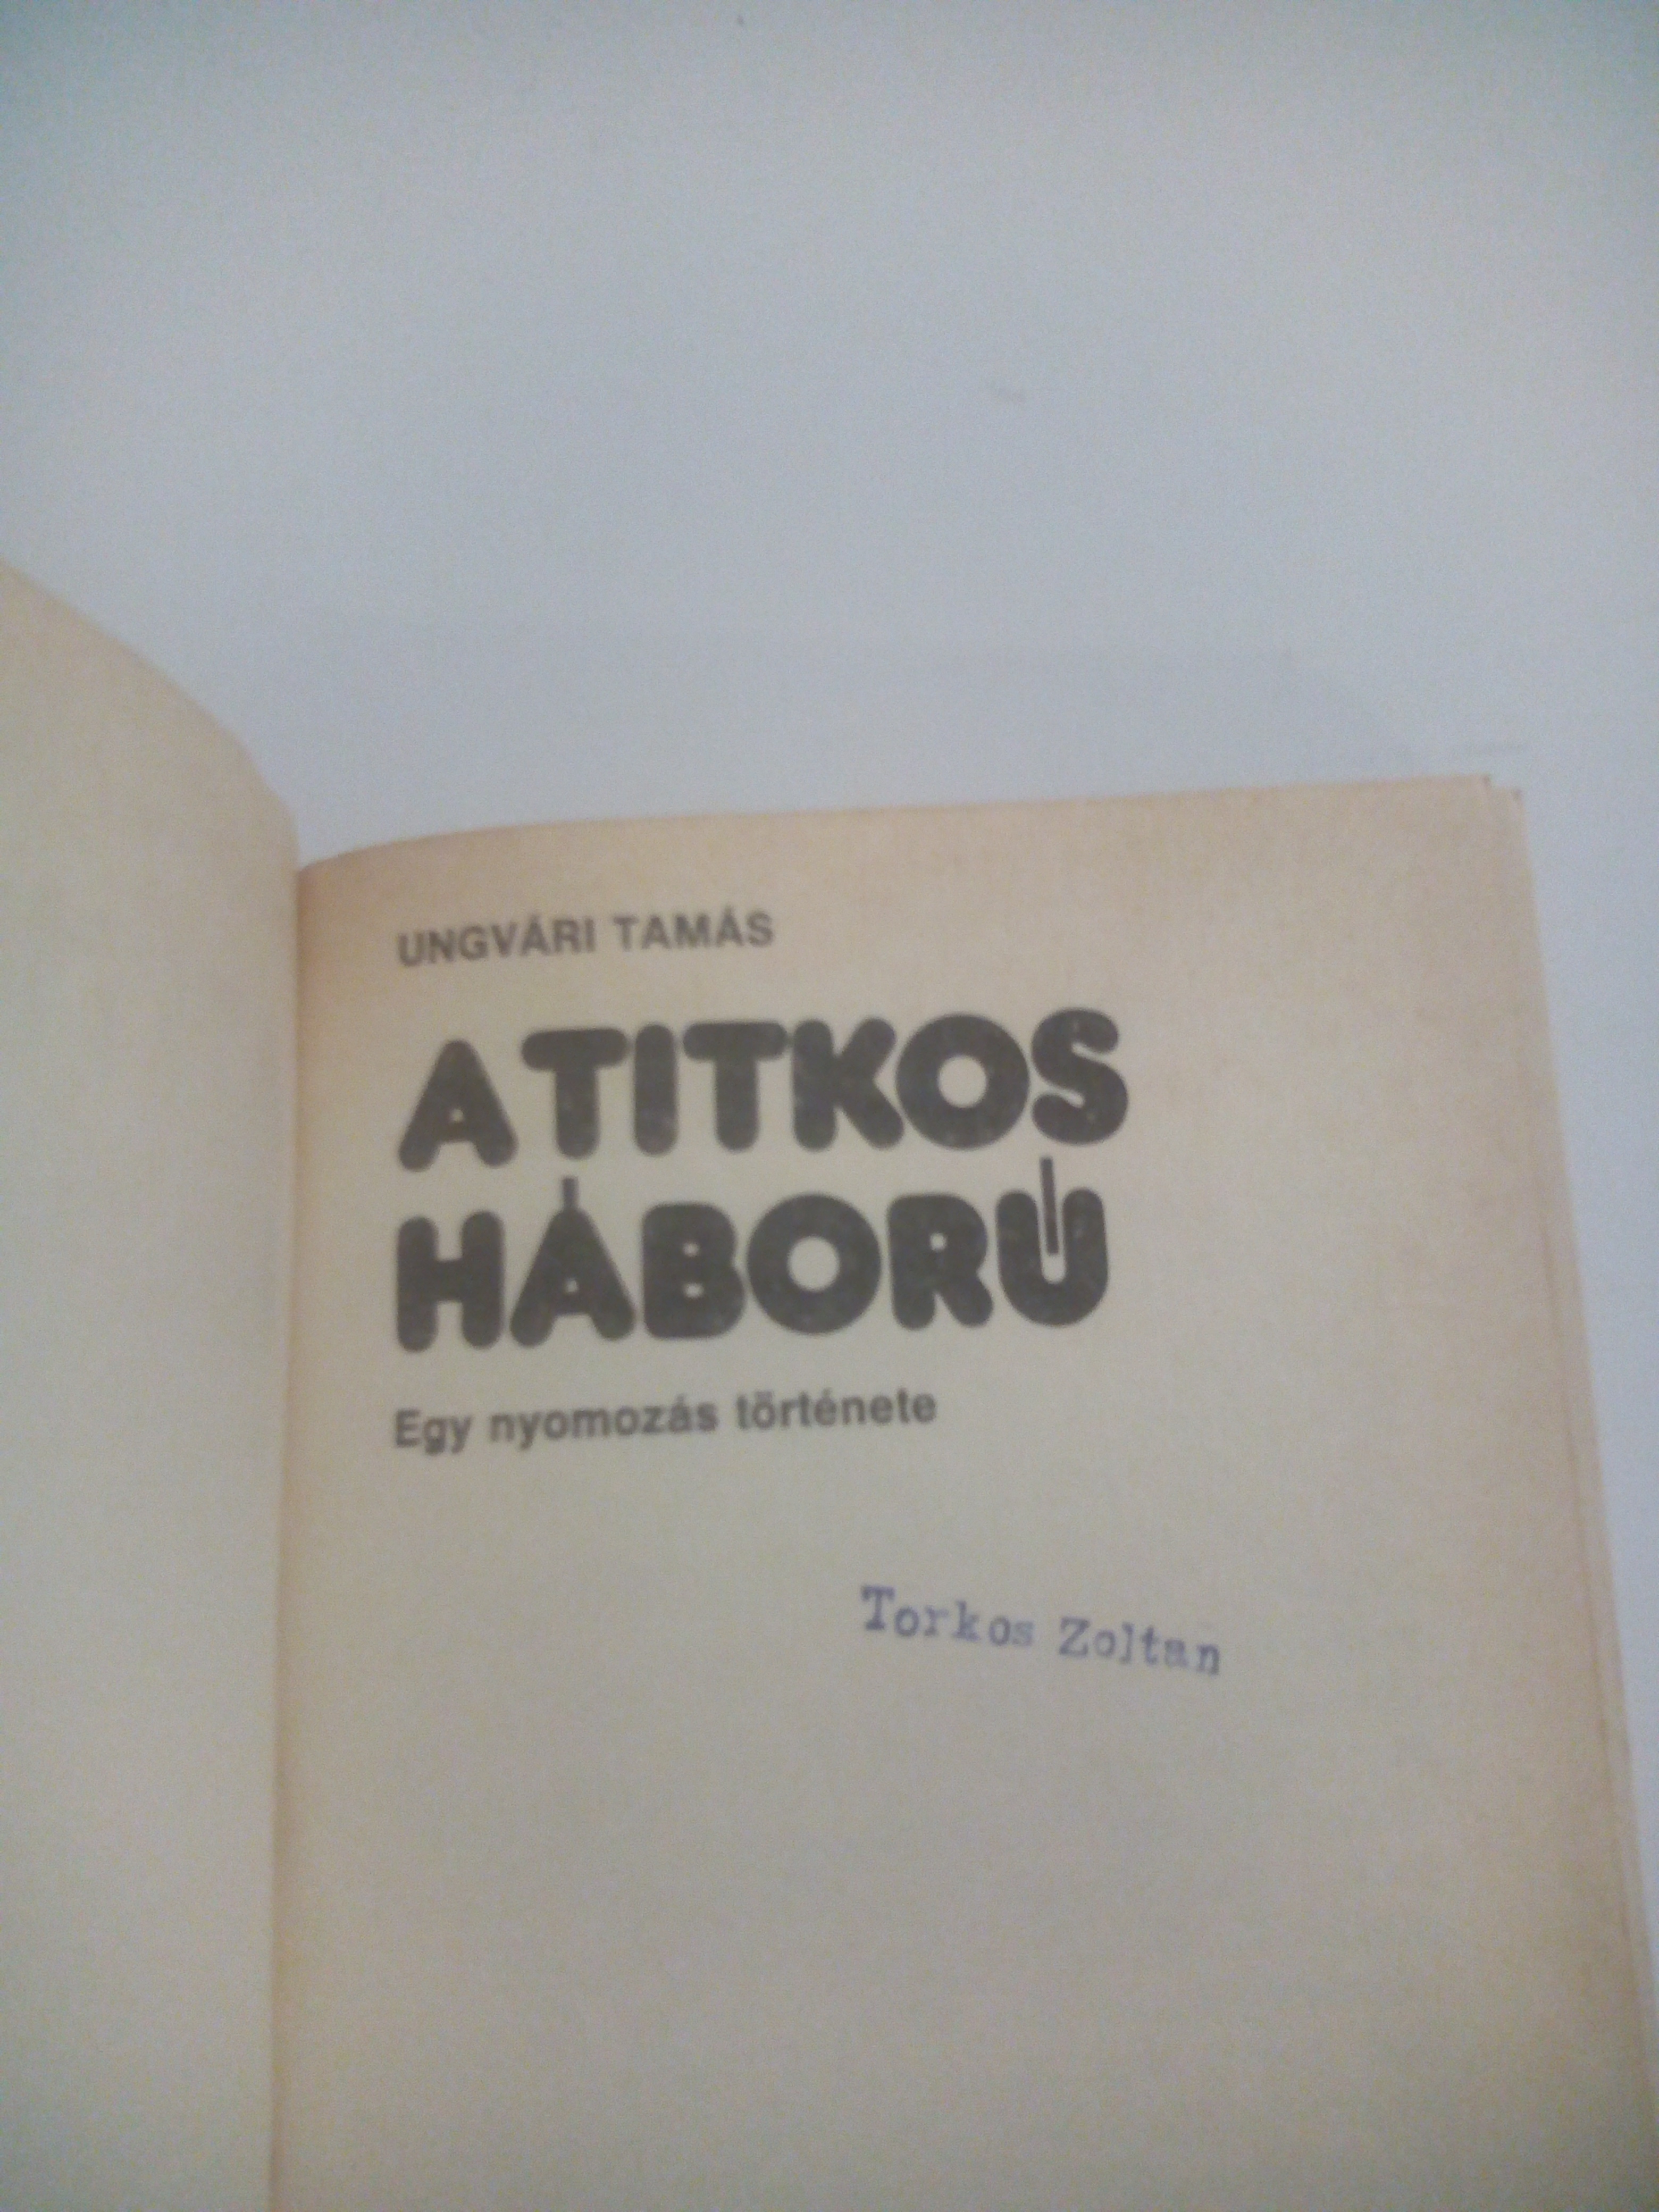 UNGVÁRI TAMÁS
A TITKOS
HÁBORÚ
Egy nyomozás története
Torkos Zoltan